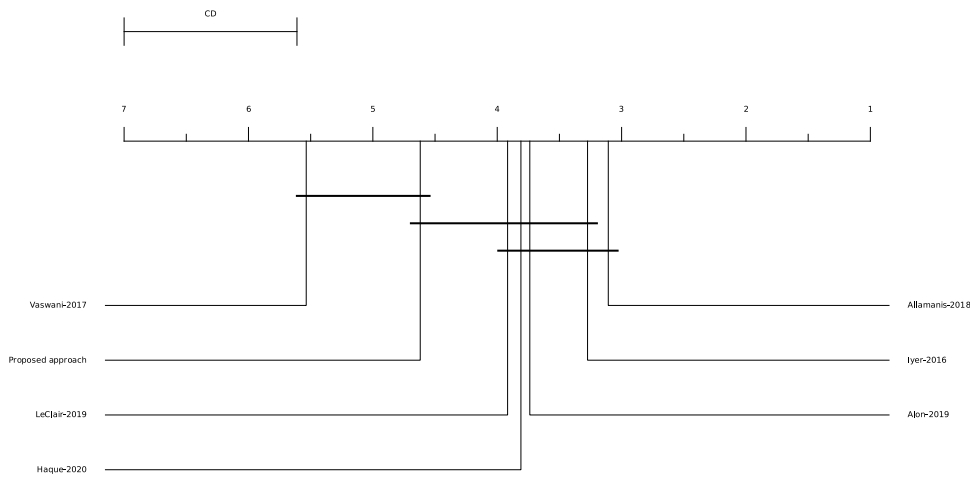 CD
7 6 5 4 3 2 1
Vaswani-2017
Allamanis-2018
Proposed approach
Iyer-2016
LeClair-2019
Alon-2019
Haque-2020